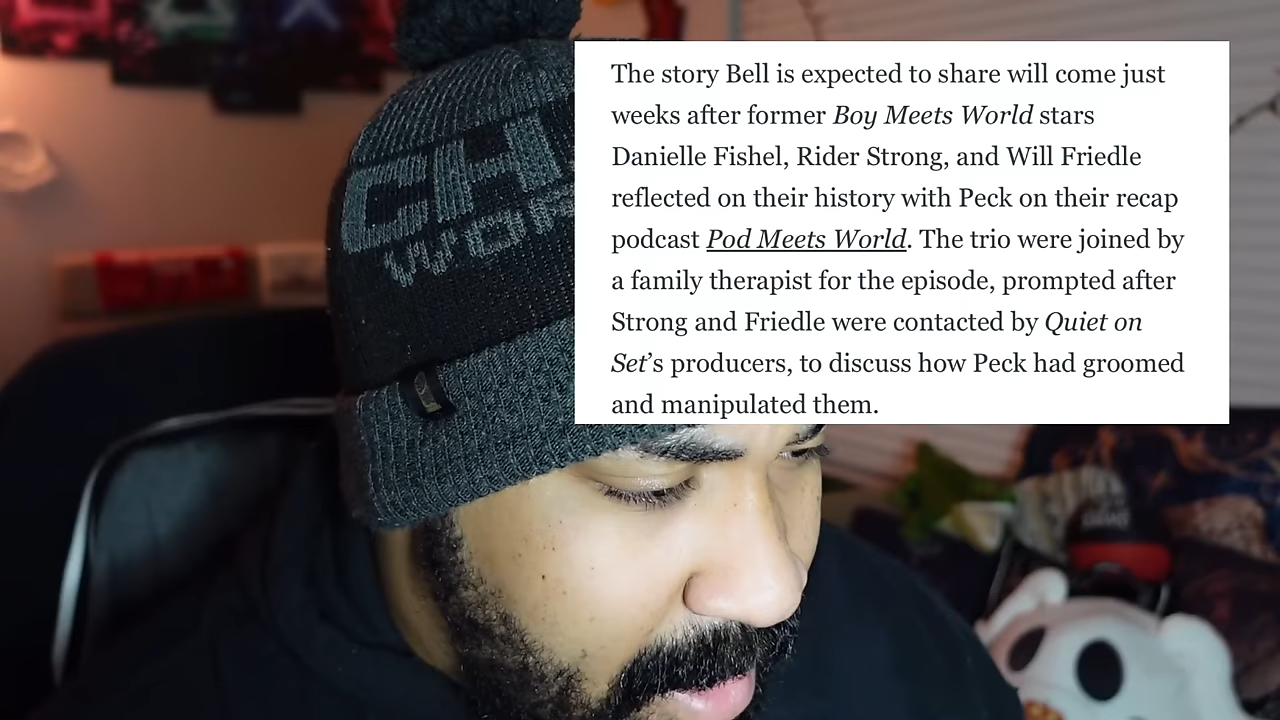 The story Bell is expected to share will come just
weeks after former Boy Meets World stars
Danielle Fishel, Rider Strong, and Will Friedle
reflected on their history with Peck on their recap
podcast Pod Meets World. The trio were joined by
a family therapist for the episode, prompted after
Strong and Friedle were contacted by Quiet on
Set’s producers, to discuss how Peck had groomed
and manipulated them.